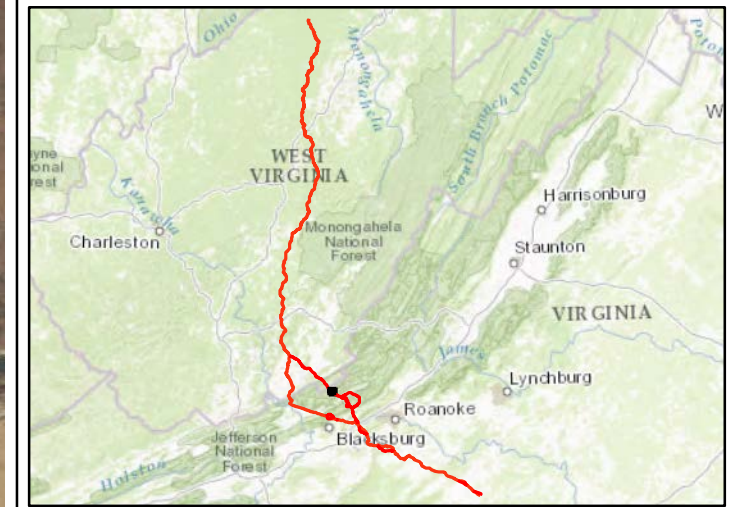 Ohio
Monongahela
South Branch Potomac
W
WEST
VIRGINIA
Kanawha
Harrisonburg
Charleston
Monongahela
National
Forest
Staunton
VIRGINIA
James
Lynchburg
Roanoke
Blacksburg
Jefferson
National
Forest
Holston